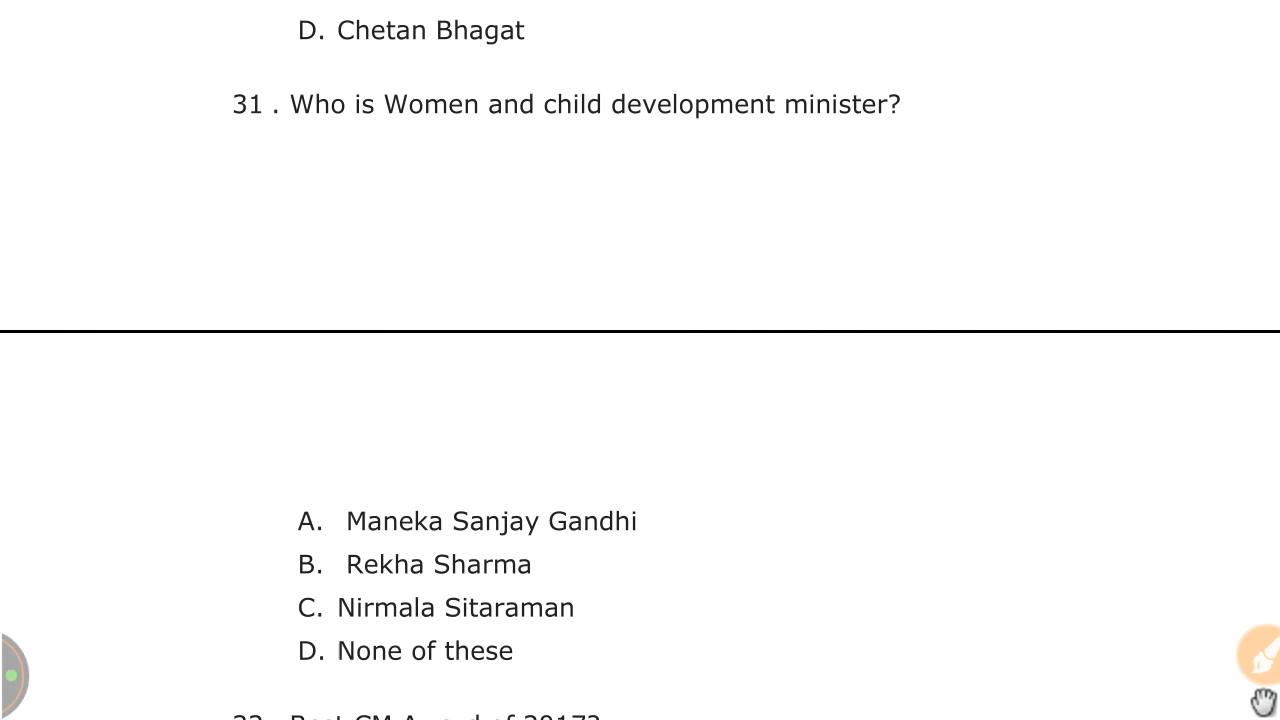 D. Chetan Bhagat
31 . Who is Women and child development minister?
A. Maneka Sanjay Gandhi
B. Rekha Sharma
C. Nirmala Sitaraman
D. None of these